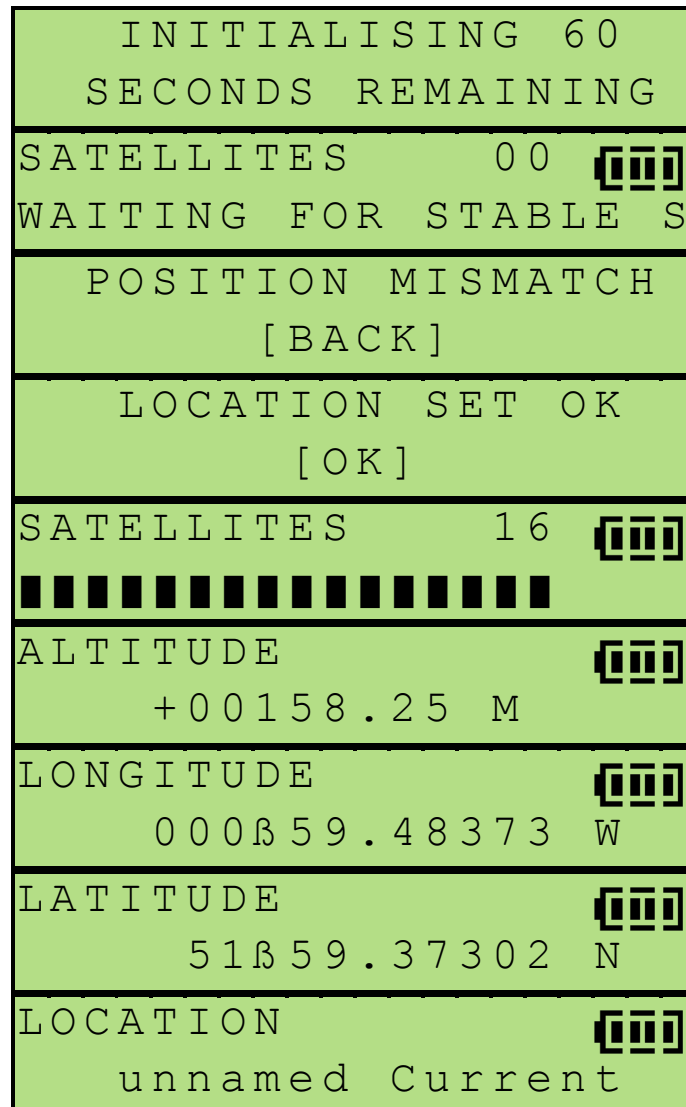 INITIALISING 60
SECONDS REMAINING
SATELLITES 00
WAITING FOR STABLE S
POSITION MISMATCH
[BACK]
LOCATION SET OK
[OK]
SATELLITES 16
ALTITUDE
+00158.25 M
LONGITUDE
000ß59.48373 W
LATITUDE
51ß59.37302 N
LOCATION
unnamed Current